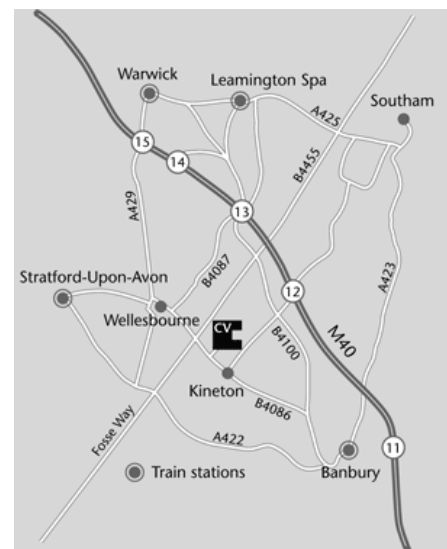 Warwick
Leamington Spa
Southam
A425
B4455
15
14
A429
13
B4087
A423
Stratford-Upon-Avon
12
Wellesbourne
CV
B4100
M40
Kineton
B4086
Fosse Way
A422
11
Train stations
Banbury